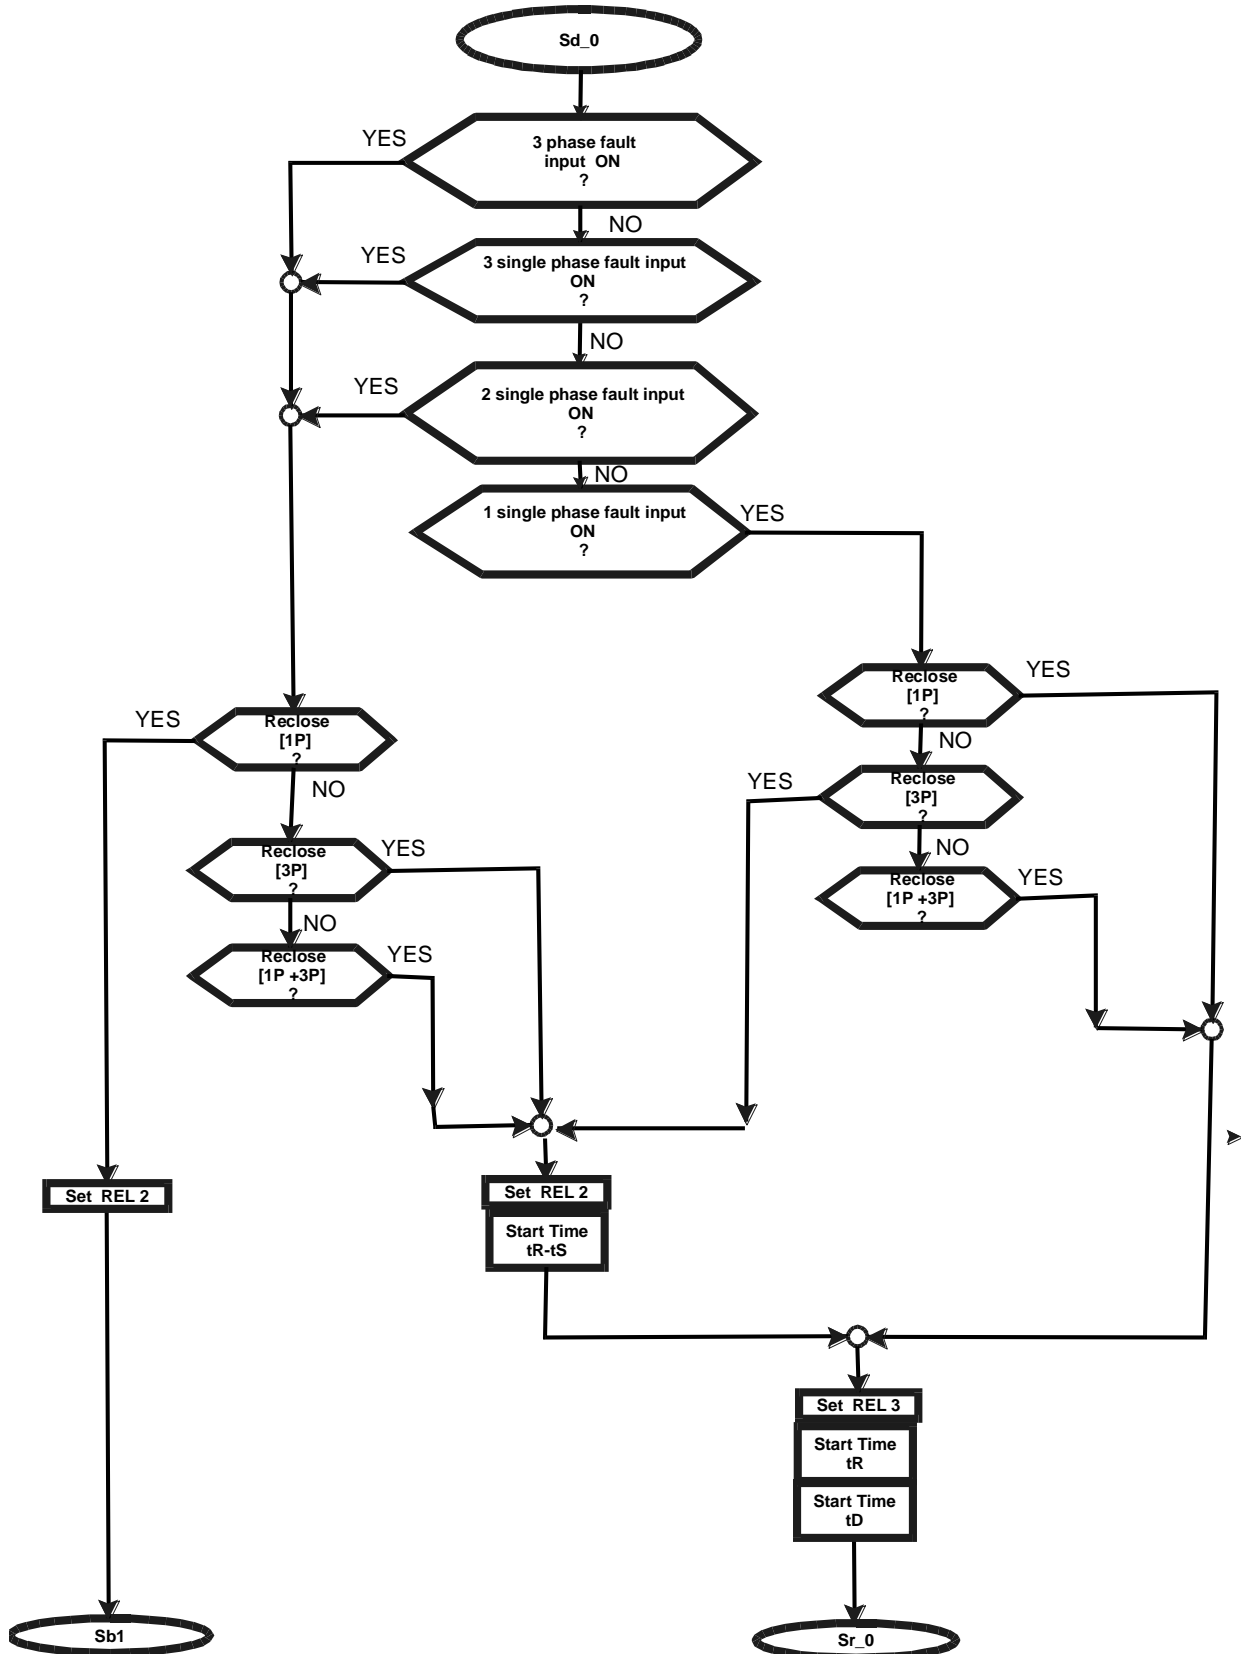 Sd_0
YES
3 phase fault
input ON
?
NO
YES
3 single phase fault input
ON
?
NO
YES
2 single phase fault input
ON
?
NO
1 single phase fault input
ON
?
YES
Reclose
[1P]
?
YES
NO
YES
Reclose
[1P]
?
NO
YES
Reclose
[3P]
?
NO
Reclose
[3P]
?
YES
NO
Reclose
[1P +3P]
?
YES
Reclose
[1P +3P]
?
YES
Set REL 2
Set REL 2
Start Time
tR-tS
Set REL 3
Start Time
tR
Start Time
tD
Sb1
Sr_0